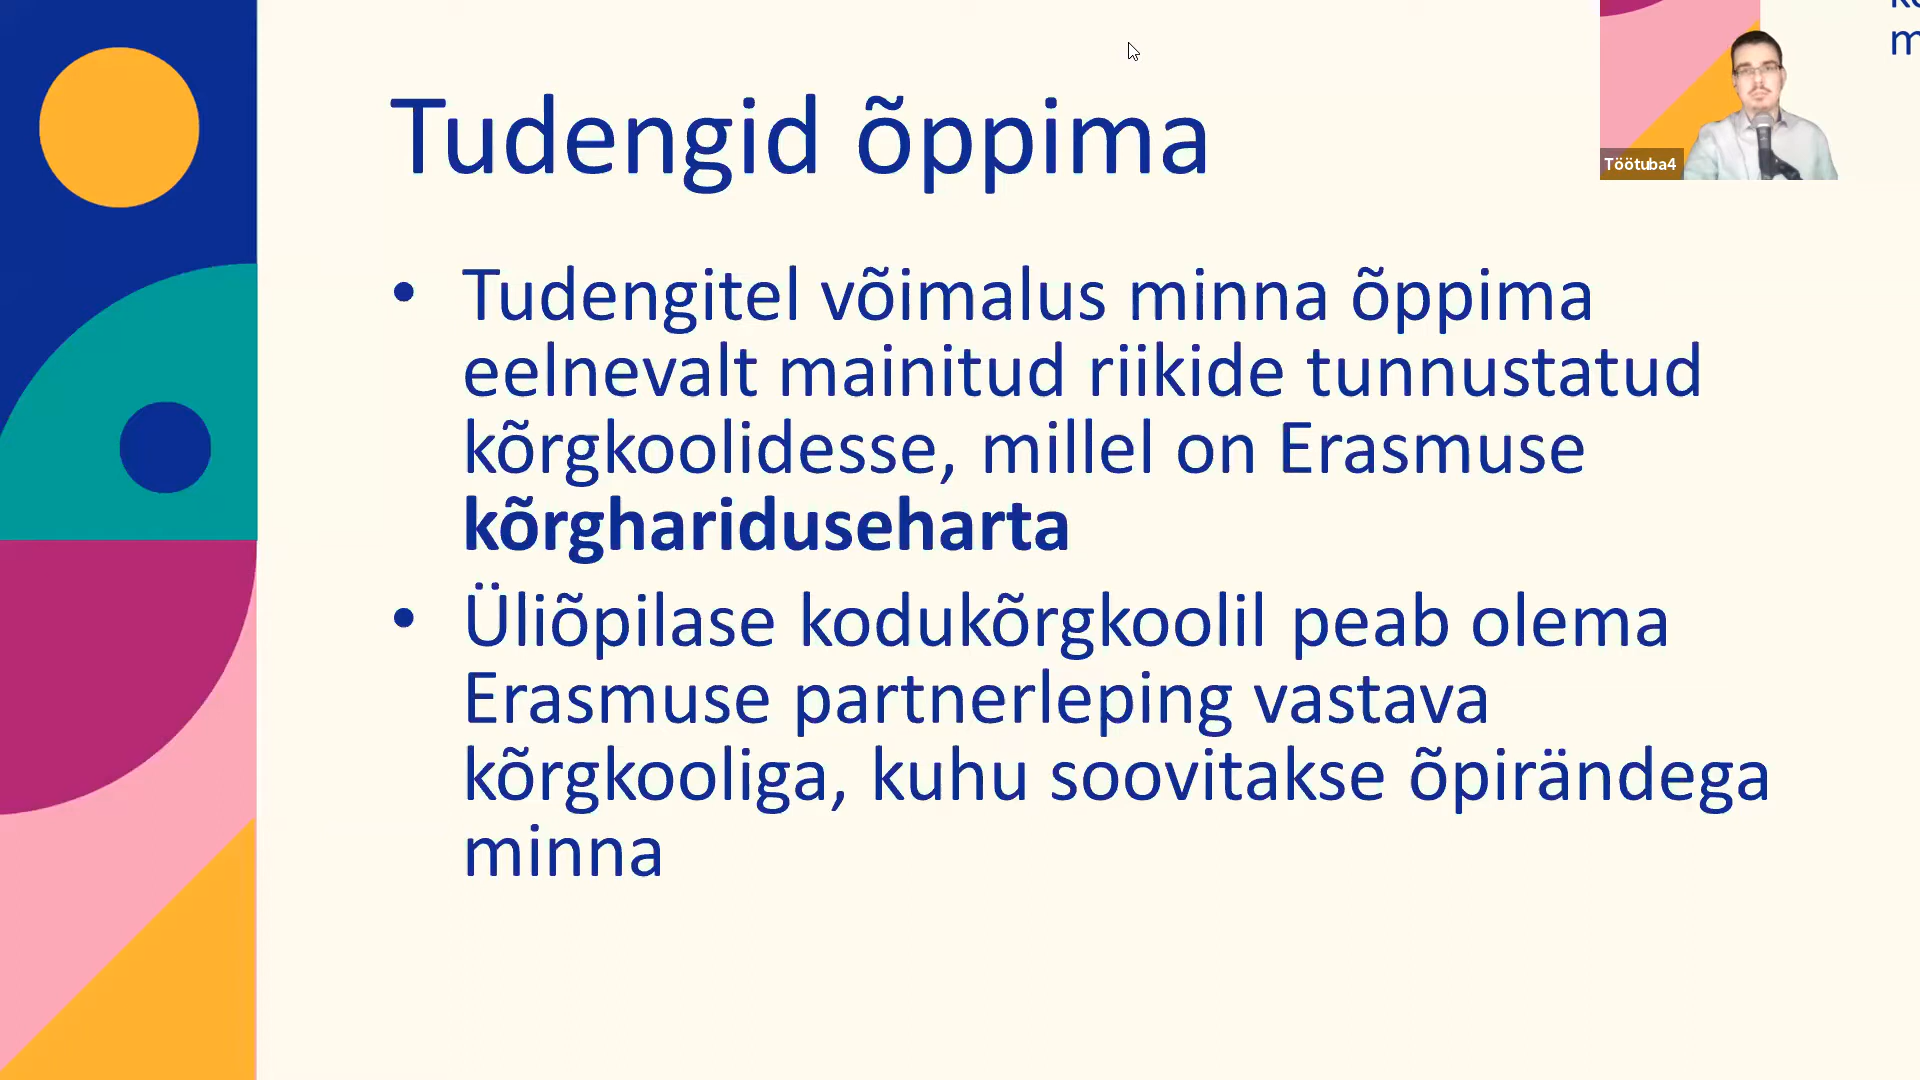 Tudengid õppima
Töötuba4
• Tudengitel võimalus minna õppima
eelnevalt mainitud riikide tunnustatud
kõrgkoolidesse, millel on Erasmuse
kõrghariduseharta
• Üliõpilase kodukõrgkoolil peab olema
Erasmuse partnerleping vastava
kõrgkooliga, kuhu soovitakse õpirändega
minna